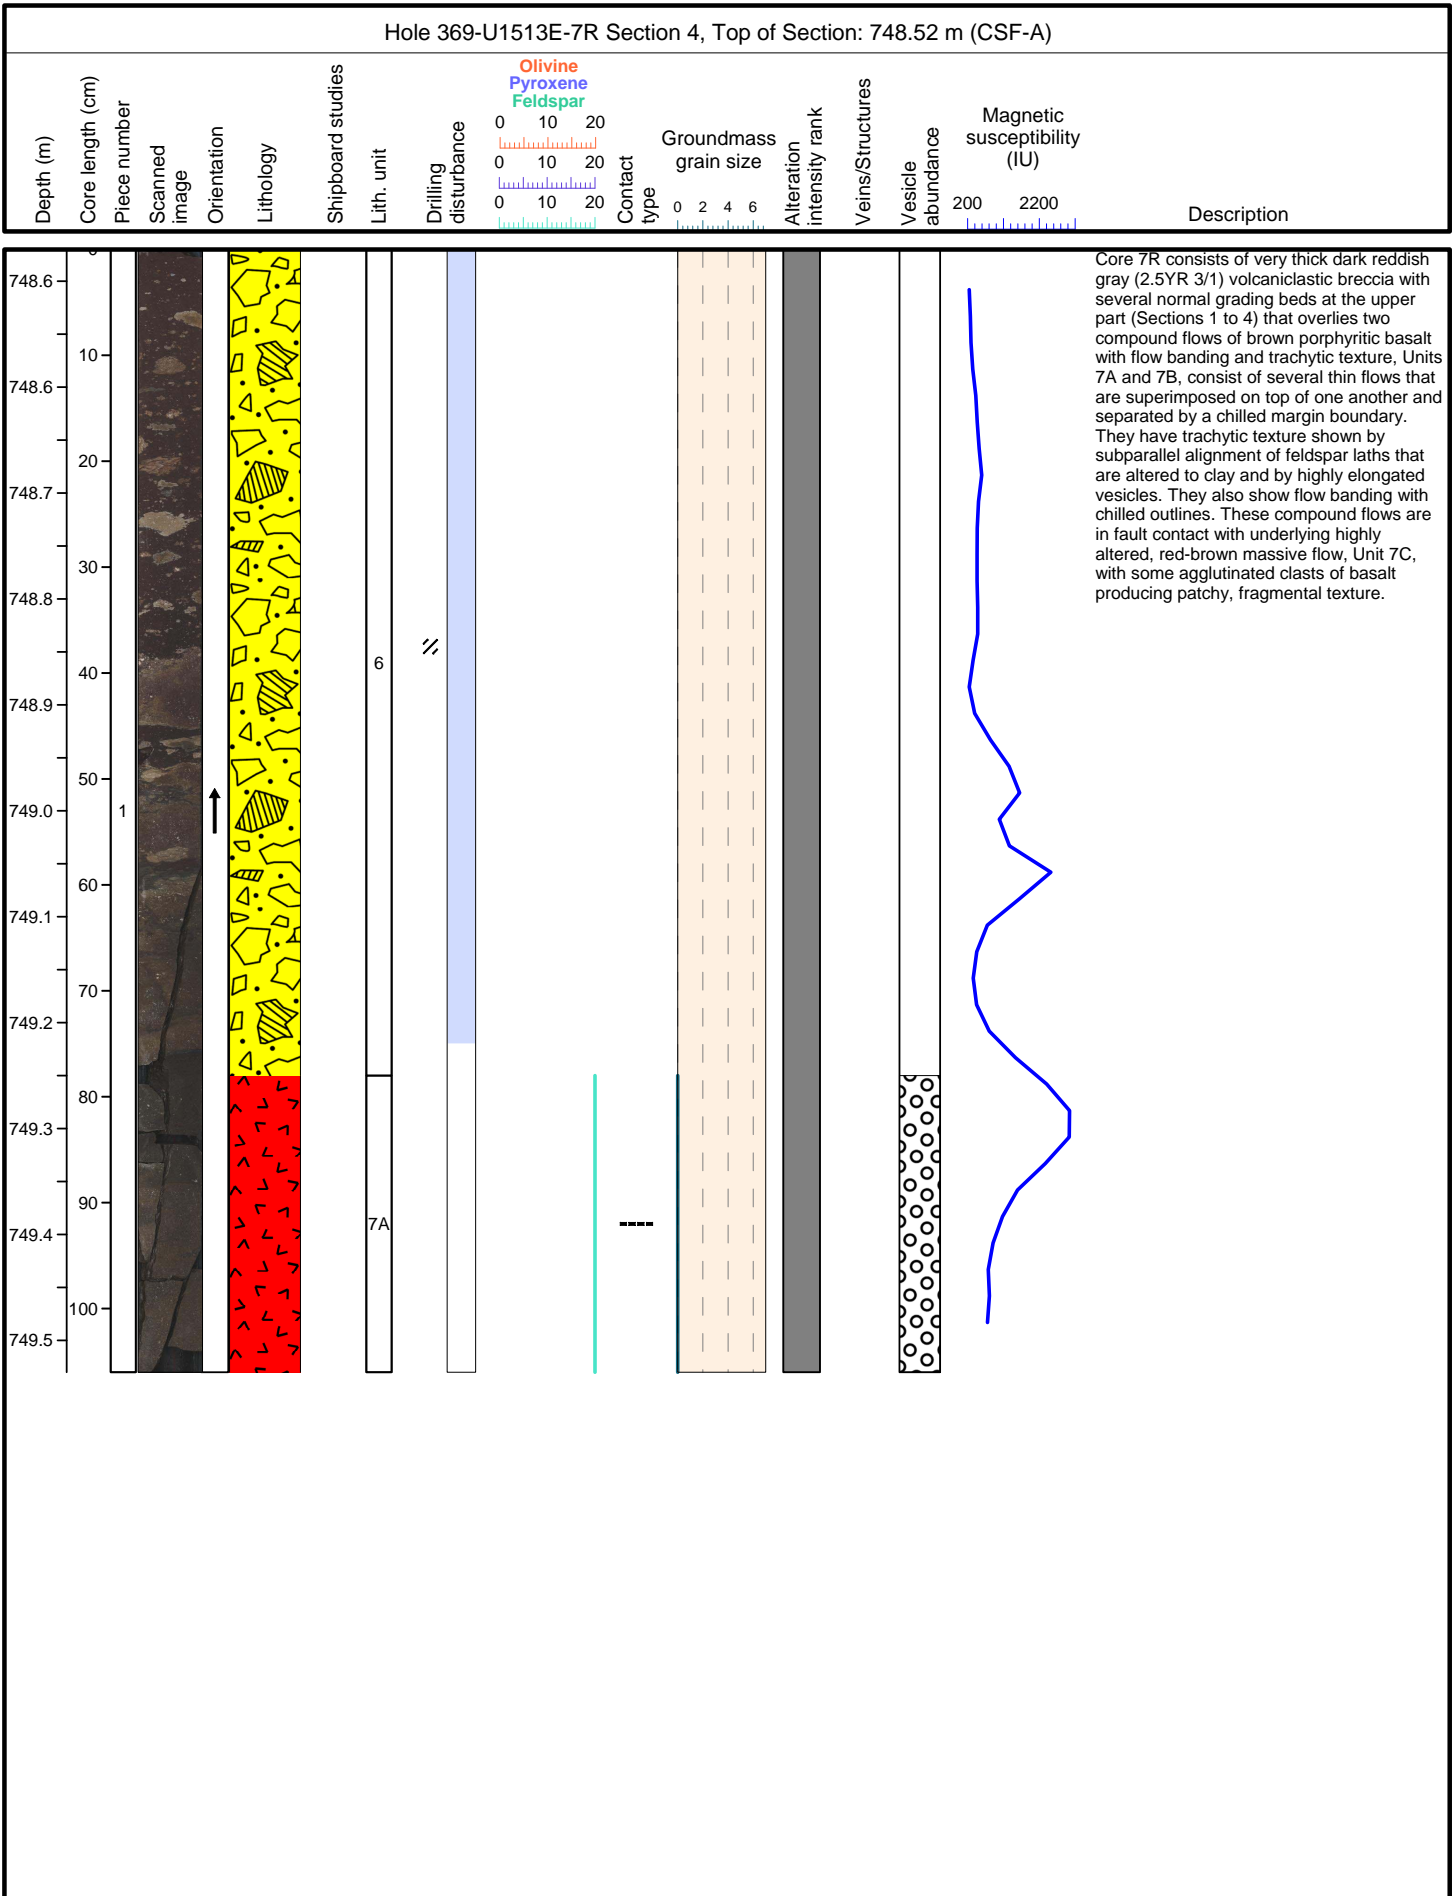 Hole 369-U1513E-7R Section 4, Top of Section: 748.52 m (CSF-A)
Depth (m)
Core length (cm)
Piece number
Scanned
image
Orientation
Lithology
Shipboard studies
Lith. unit
Drilling
disturbance
Olivine
Pyroxene
Feldspar
0 10 20
0 10 20
0 10 20
Contact
type
Groundmass
grain size
0 2 4 6
Alteration
intensity rank
Veins/Structures
Vesicle
abundance
Magnetic
susceptibility
(IU)
200 2200
Description
748.6
748.6
748.7
748.8
748.9
749.0
749.1
749.2
749.3
749.4
749.5
0
10
20
30
40
50
60
70
80
90
100
1
6
7A
Core 7R consists of very thick dark reddish
gray (2.5YR 3/1) volcaniclastic breccia with
several normal grading beds at the upper
part (Sections 1 to 4) that overlies two
compound flows of brown porphyritic basalt
with flow banding and trachytic texture, Units
7A and 7B, consist of several thin flows that
are superimposed on top of one another and
separated by a chilled margin boundary.
They have trachytic texture shown by
subparallel alignment of feldspar laths that
are altered to clay and by highly elongated
vesicles. They also show flow banding with
chilled outlines. These compound flows are
in fault contact with underlying highly
altered, red-brown massive flow, Unit 7C,
with some agglutinated clasts of basalt
producing patchy, fragmental texture.